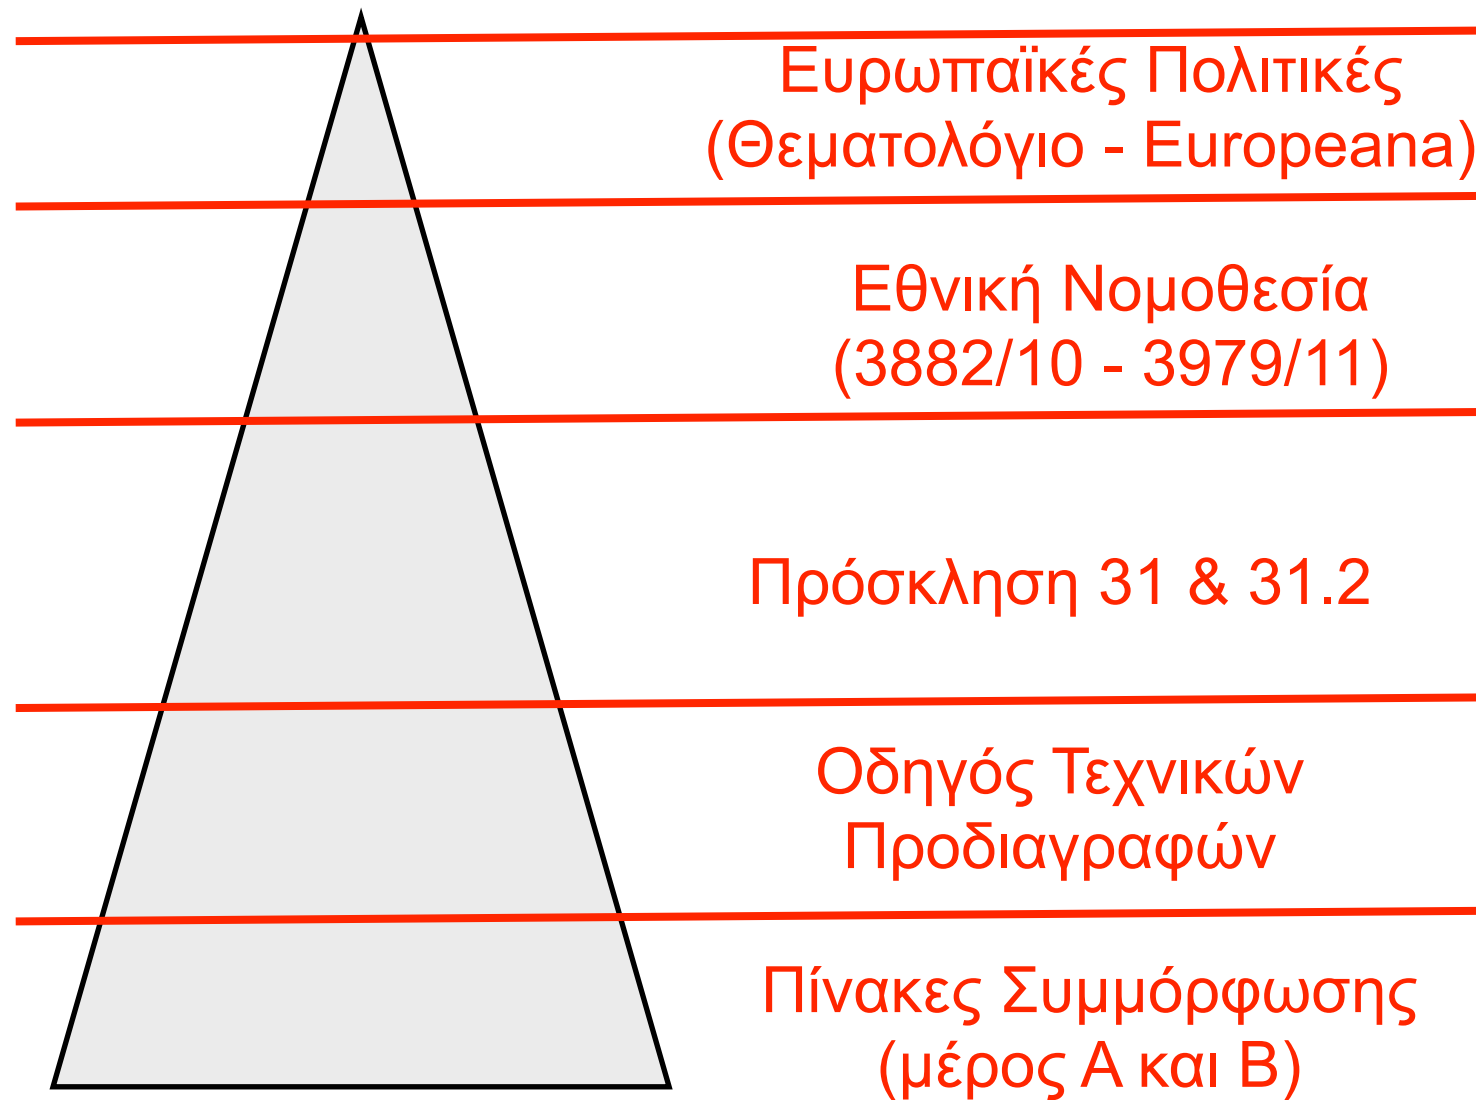 Ευρωπαϊκές Πολιτικές
(Θεματολόγιο - Europeana)
Εθνική Νομοθεσία
(3882/10 - 3979/11)
Πρόσκληση 31 & 31.2
Οδηγός Τεχνικών
Προδιαγραφών
Πίνακες Συμμόρφωσης
(μέρος Α και Β)